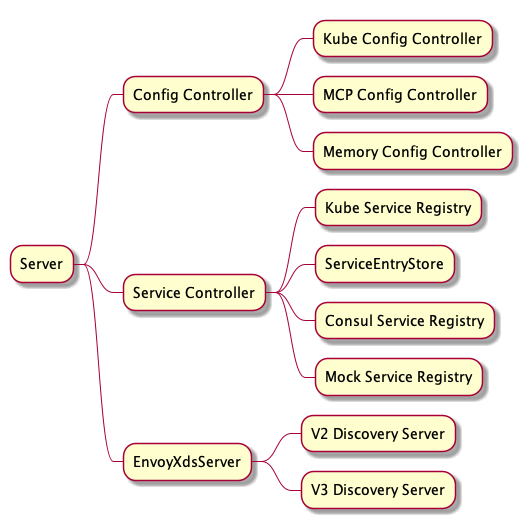 Server
Config Controller
Kube Config Controller
MCP Config Controller
Memory Config Controller
Service Controller
Kube Service Registry
ServiceEntryStore
Consul Service Registry
Mock Service Registry
EnvoyXdsServer
V2 Discovery Server
V3 Discovery Server